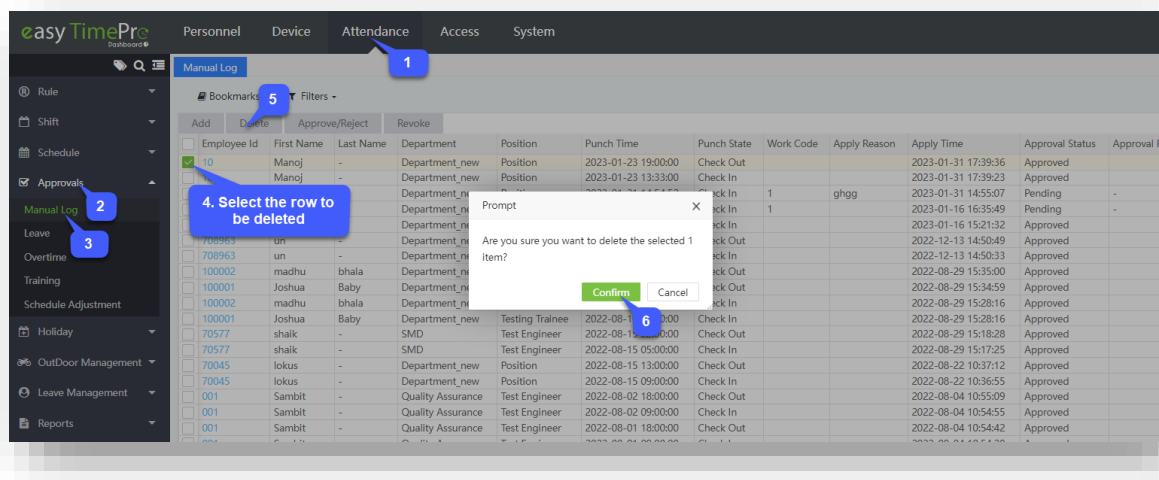 easy TimePro
Dashboard
Personnel Device Attendance Access System
1
Manual Log
Rule
Bookmarks 5 Filters
Shift
Add Delete Approve/Reject Revoke
Employee Id First Name Last Name Department Position Punch Time Punch State Work Code Apply Reason Apply Time Approval Status Approval
Schedule
10 Manoj - Department_new Position 2023-01-23 19:00:00 Check Out 2023-01-31 17:39:36 Approved
Manoj - Department_new Position 2023-01-23 13:33:00 Check In 2023-01-31 17:39:23 Approved
Approvals
2
4. Select the row to
be deleted
Prompt
1 ghgg 2023-01-31 14:55:07 Pending -
Manual Log
3
1 2023-01-16 16:35:49 Pending -
2023-01-16 15:21:32 Approved
Leave
708963 un - 2022-12-13 14:50:49 Approved
Are you sure you want to delete the selected 1
item?
708963 un - 2022-12-13 14:50:33 Approved
Overtime
100002 madhu bhala 2022-08-29 15:35:00 Approved
Training
100001 Joshua Baby 2022-08-29 15:34:59 Approved
Confirm Cancel
6
100002 madhu bhala 2022-08-29 15:28:16 Approved
Schedule Adjustment
100001 Joshua Baby Department_new Testing Trainee Check In 2022-08-29 15:28:16 Approved
Holiday
70577 shaik - SMD Test Engineer Check Out 2022-08-29 15:18:28 Approved
70577 shaik - SMD Test Engineer 2022-08-15 05:00:00 Check In 2022-08-29 15:17:25 Approved
OutDoor Management
70045 lokus - Department_new Position 2022-08-15 13:00:00 Check Out 2022-08-22 10:37:12 Approved
70045 lokus - Department_new Position 2022-08-15 09:00:00 Check In 2022-08-22 10:36:55 Approved
Leave Management
001 Sambit - Quality Assurance Test Engineer 2022-08-02 18:00:00 Check Out 2022-08-04 10:55:09 Approved
001 Sambit - Quality Assurance Test Engineer 2022-08-02 09:00:00 Check In 2022-08-04 10:54:55 Approved
Reports
001 Sambit - Quality Assurance Test Engineer 2022-08-01 18:00:00 Check Out 2022-08-04 10:54:42 Approved